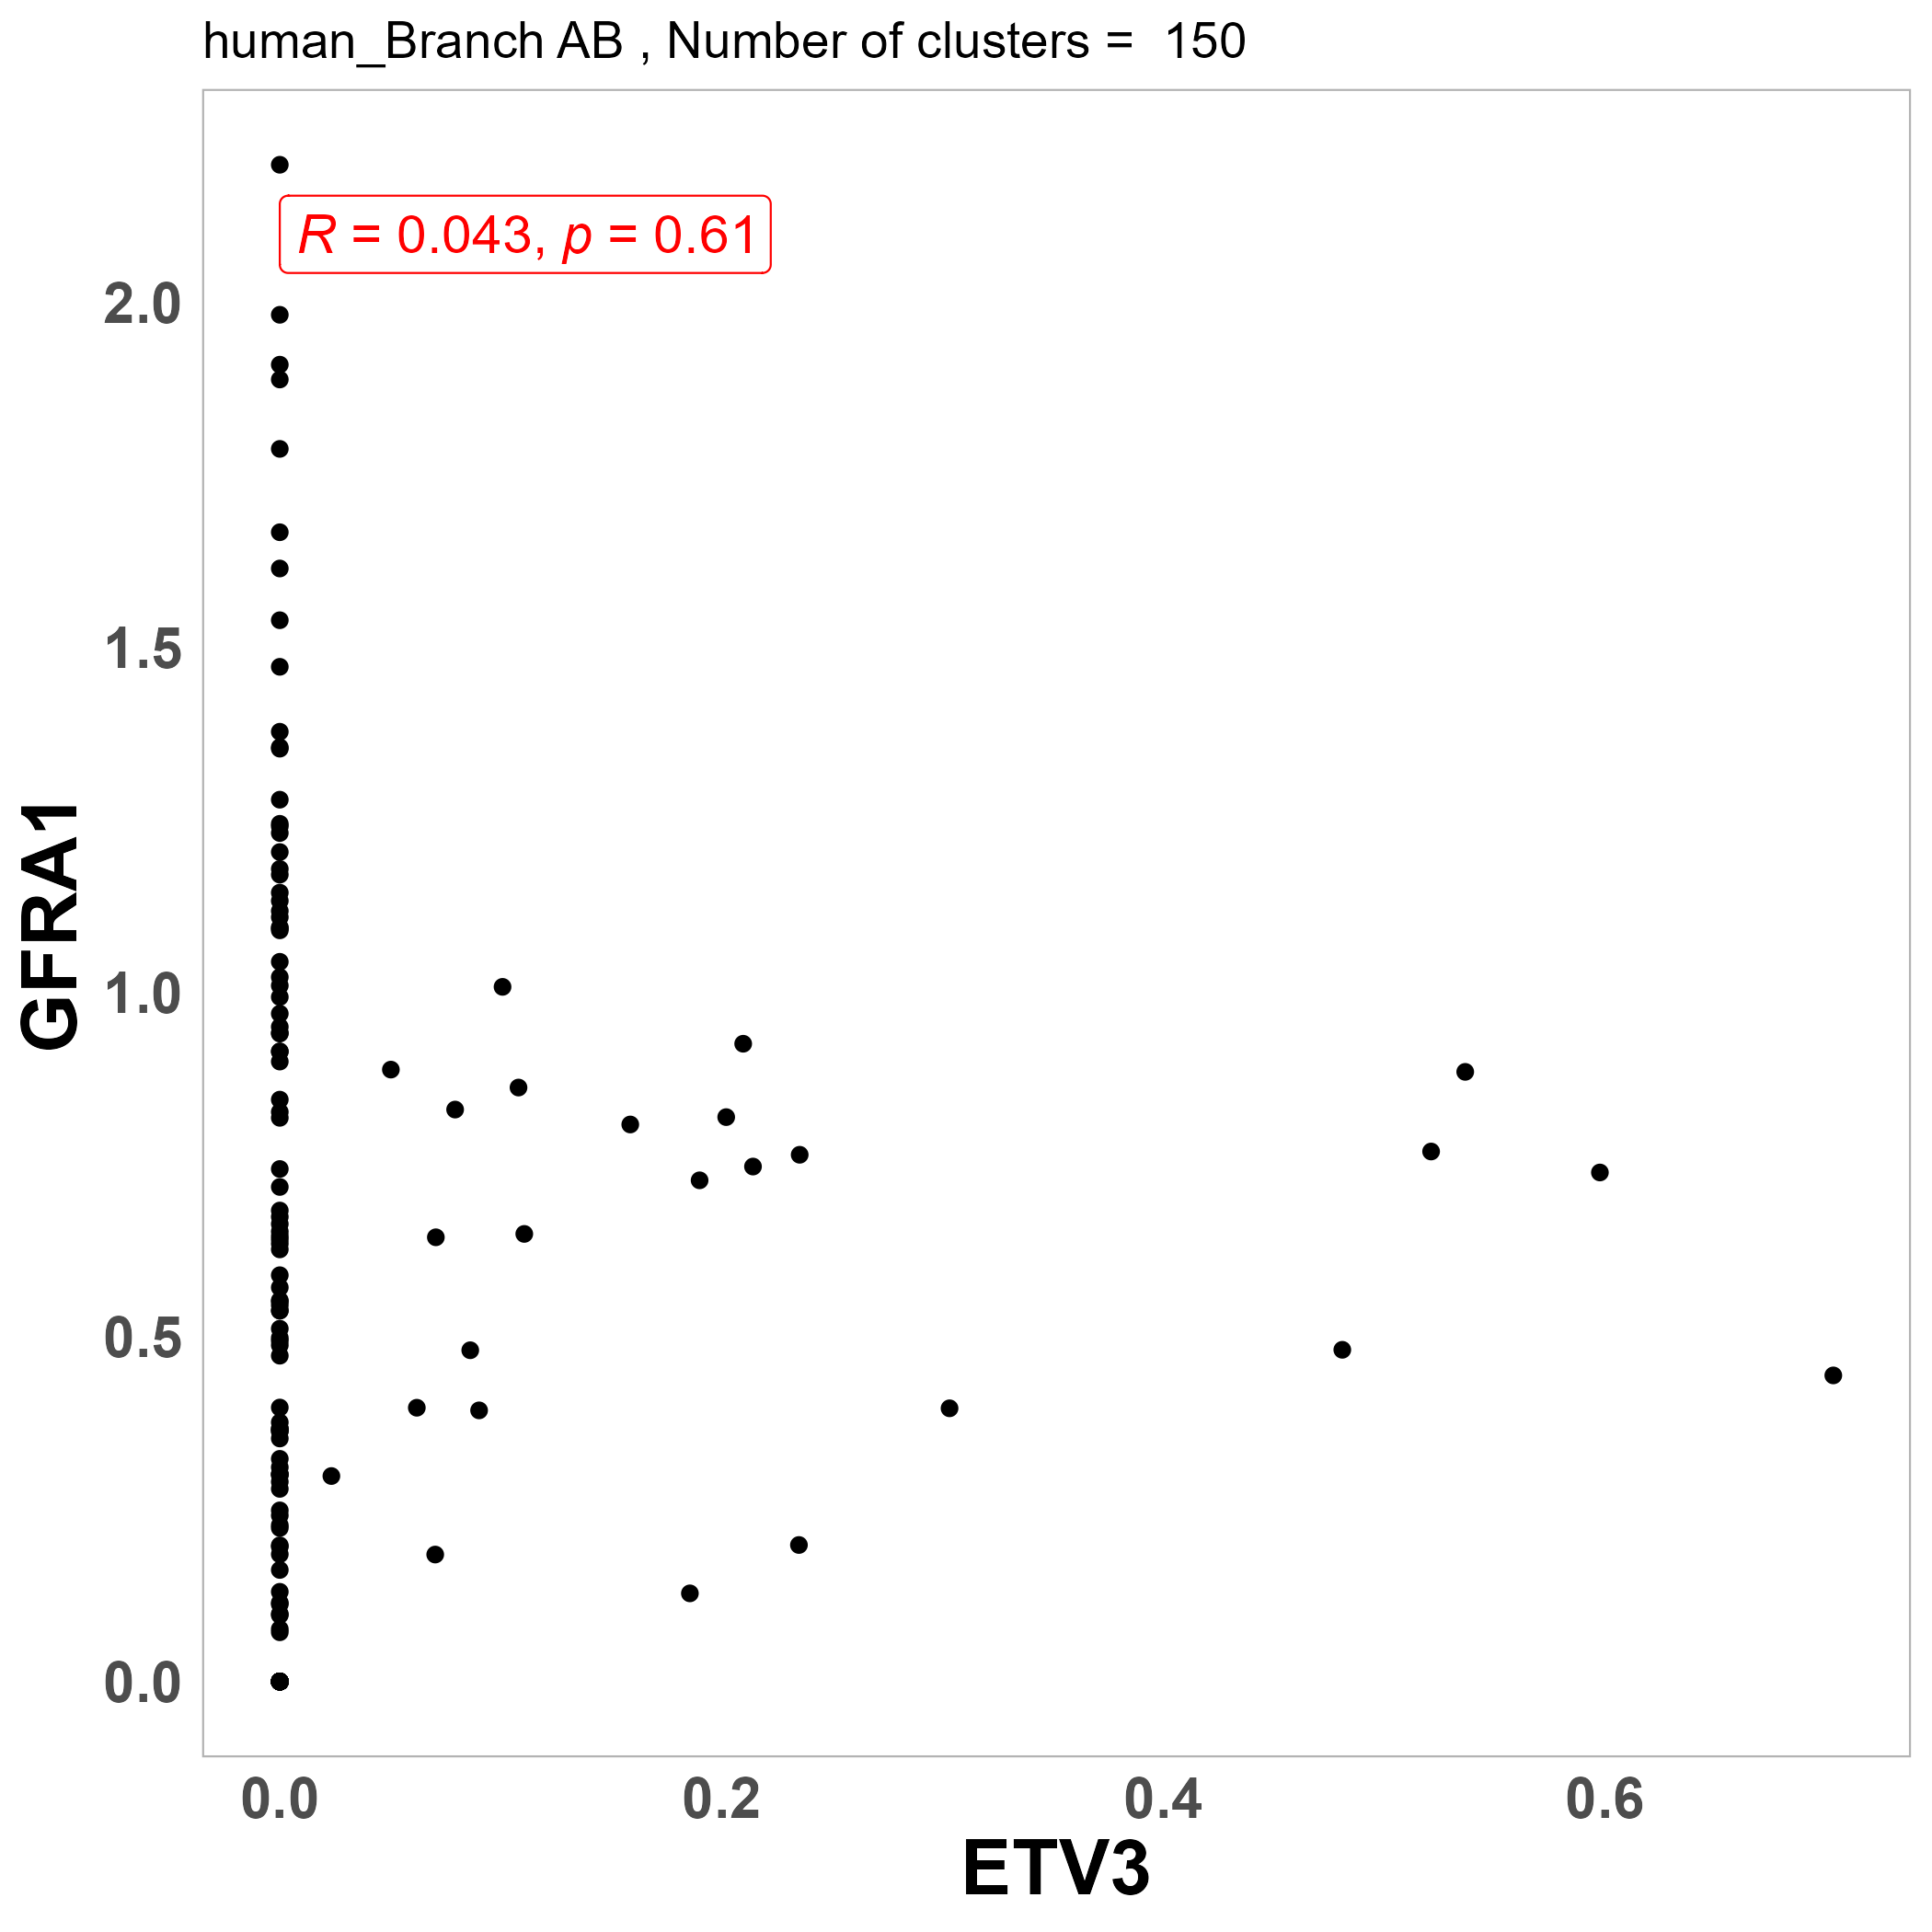 human_Branch AB , Number of clusters =  150
R = 0.043, p = 0.61
2.0
1.5
1.0
0.5
0.0
GFRA1
0.0 0.2 0.4 0.6
ETV3